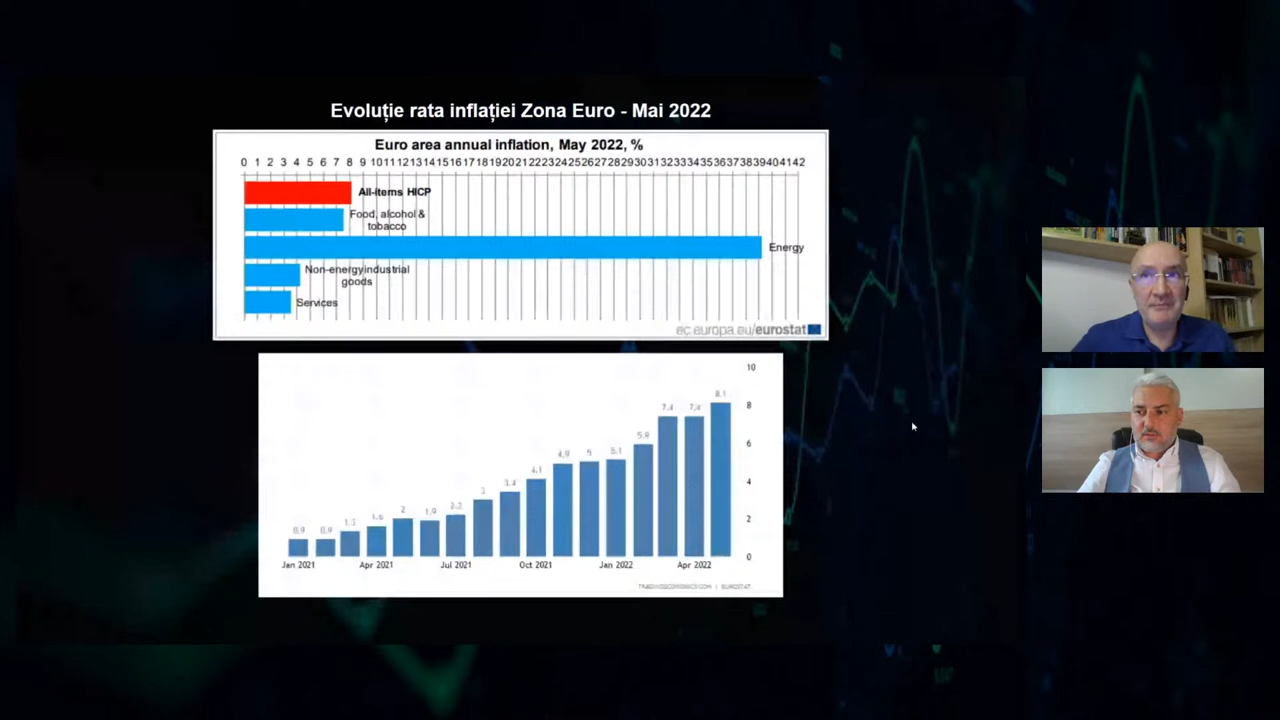 Evoluție rata inflației Zona Euro - Mai 2022
Euro area annual inflation, May 2022, %
0 1 2 3 4 5 6 7 8 9 10 11 12 13 14 15 16 17 18 19 20 21 22 23 24 25 26 27 28 29 30 31 32 33 34 35 36 37 38 39 40 41 42
All-items HICP
Food, alcohol &
tobacco
Energy
Non-energy industrial
goods
Services
ec.europa.eu/eurostat
10
8.1
7.4 7.4
8
5.9
6
4.9 5 5.1
4.1
4
3.4
3
2.2
2 1.9
2
1.6
1.3
0.9 0.9
0
Jan 2021 Apr 2021 Jul 2021 Oct 2021 Jan 2022 Apr 2022
TRADINGECONOMICS.COM | EUROSTAT